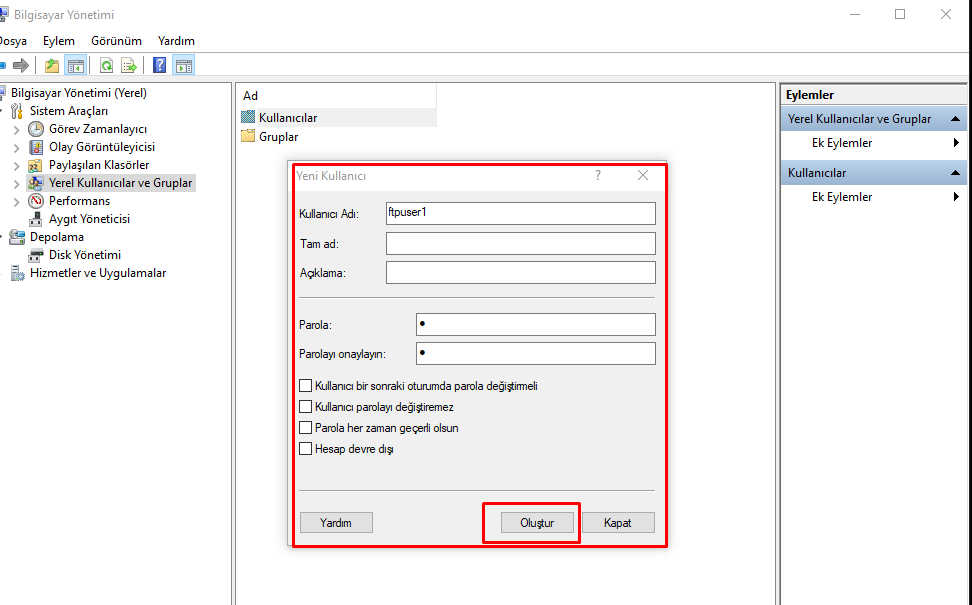 Bilgisayar Yönetimi
Dosya Eylem Görünüm Yardım
Bilgisayar Yönetimi (Yerel)
Sistem Araçları
Görev Zamanlayıcı
Olay Görüntüleyicisi
Paylaşılan Klasörler
Yerel Kullanıcılar ve Gruplar
Performans
Aygıt Yöneticisi
Depolama
Disk Yönetimi
Hizmetler ve Uygulamalar
Ad
Kullanıcılar
Gruplar
Yeni Kullanıcı
?
Kullanıcı Adı: ftpuser1
Tam ad:
Açıklama:
Parola: •
Parolayı onaylayın: •
Kullanıcı bir sonraki oturumda parola değiştirmeli
Kullanıcı parolayı değiştiremez
Parola her zaman geçerli olsun
Hesap devre dışı
Yardım Oluştur Kapat
Eylemler
Yerel Kullanıcılar ve Gruplar
Ek Eylemler
Kullanıcılar
Ek Eylemler